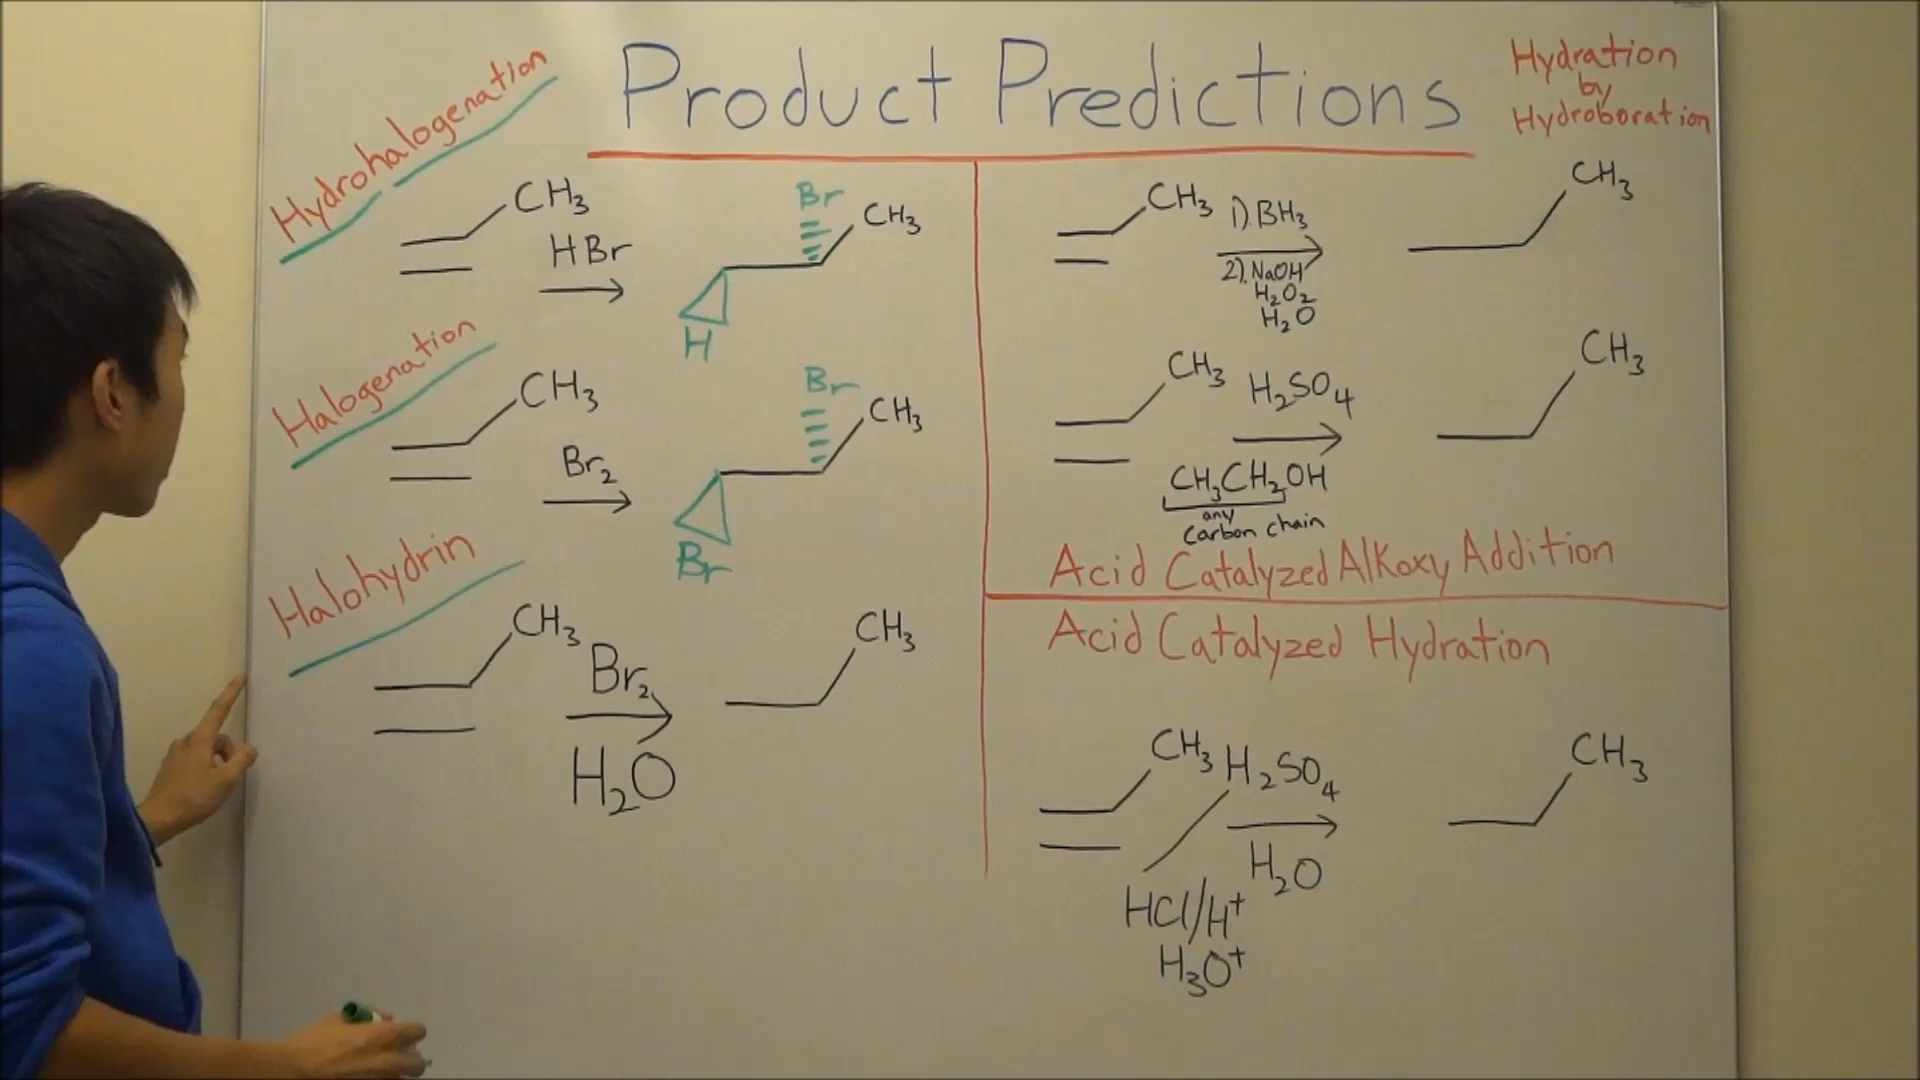 Product Predictions
Hydrohalogenation
CH₃
HBr
Br
CH₃
H
Halogenation
CH₃
Br₂
Br
CH₃
Br
Halohydrin
CH₃
Br₂
H₂O
CH₃
Hydration
by
Hydroboration
CH₃
1).BH₃
2).NaOH
H₂O₂
H₂O
CH₃
CH₃
H₂SO₄
CH₃CH₂OH
any
Carbon chain
CH₃
Acid Catalyzed Alkoxy Addition
Acid Catalyzed Hydration
CH₃
H₂SO₄
H₂O
HCl/H⁺
H₃O⁺
CH₃